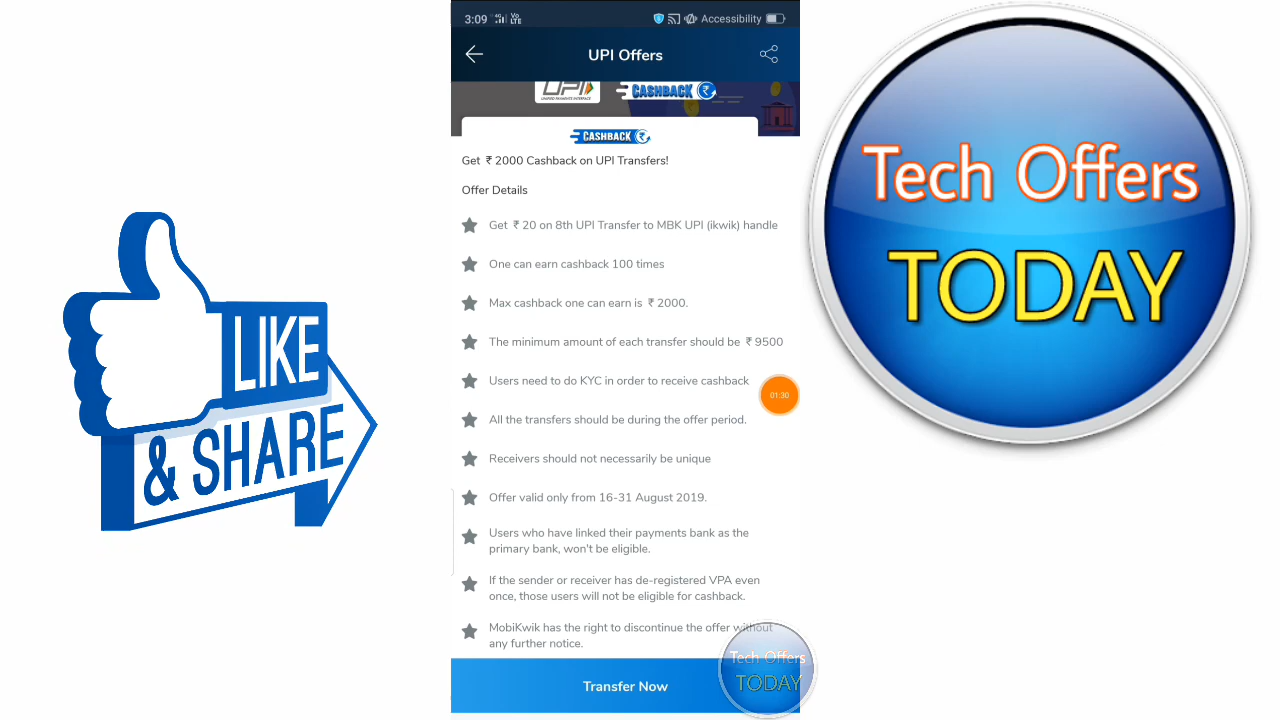 3:09
4G
Vo
LTE
Accessibility
UPI Offers
UPI
UNIFIED PAYMENTS INTERFACE
CASHBACK ₹
CASHBACK ₹
Get ₹ 2000 Cashback on UPI Transfers!
Offer Details
Get ₹ 20 on 8th UPI Transfer to MBK UPI (ikwik) handle
One can earn cashback 100 times
Max cashback one can earn is ₹ 2000.
The minimum amount of each transfer should be ₹ 9500
Users need to do KYC in order to receive cashback
01:30
All the transfers should be during the offer period.
Receivers should not necessarily be unique
Offer valid only from 16-31 August 2019.
Users who have linked their payments bank as the
primary bank, won't be eligible.
If the sender or receiver has de-registered VPA even
once, those users will not be eligible for cashback.
MobiKwik has the right to discontinue the offer without
any further notice.
Transfer Now
Tech Offers
TODAY
LIKE
& SHARE
Tech Offers
TODAY